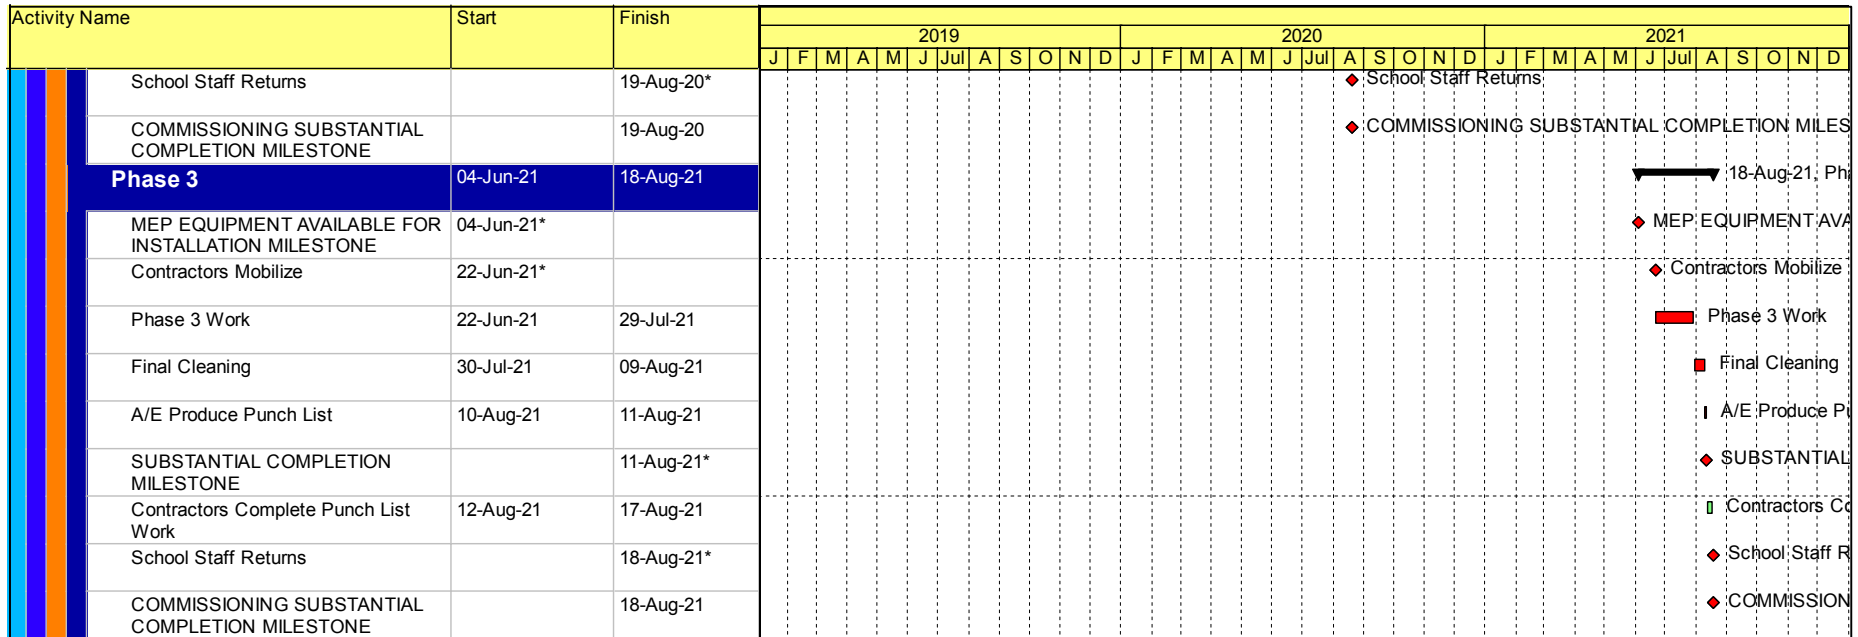 Activity Name Start Finish
2019 2020 2021
J F M A M J Jul A S O N D J F M A M J Jul A S O N D J F M A M J Jul A S O N D
School Staff Returns 19-Aug-20* School Staff Returns
COMMISSIONING SUBSTANTIAL 19-Aug-20 COMMISSIONING SUBSTANTIAL COMPLETION MILES
COMPLETION MILESTONE
Phase 3 04-Jun-21 18-Aug-21 18-Aug-21, Ph
MEP EQUIPMENT AVAILABLE FOR 04-Jun-21* MEP EQUIPMENT AVA
INSTALLATION MILESTONE
Contractors Mobilize 22-Jun-21* Contractors Mobilize
Phase 3 Work 22-Jun-21 29-Jul-21 Phase 3 Work
Final Cleaning 30-Jul-21 09-Aug-21 Final Cleaning
A/E Produce Punch List 10-Aug-21 11-Aug-21 A/E Produce Pu
SUBSTANTIAL COMPLETION 11-Aug-21* SUBSTANTIAL
MILESTONE
Contractors Complete Punch List 12-Aug-21 17-Aug-21 Contractors Co
Work
School Staff Returns 18-Aug-21* School Staff R
COMMISSIONING SUBSTANTIAL 18-Aug-21 COMMISSION
COMPLETION MILESTONE